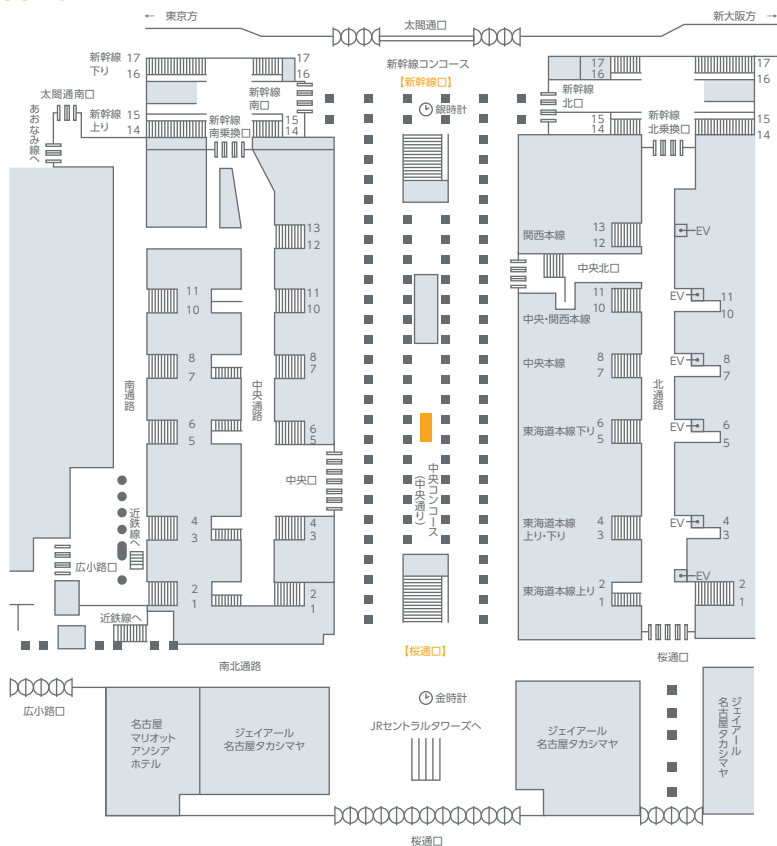 ← 東京方
太閤通口
新大阪方 →
新幹線
下り
17
16
17
16
新幹線コンコース
【新幹線口】
17
16
17
16
太閤通南口
新幹線
南口
銀時計
新幹線
北口
あおなみ線へ
新幹線
上り
15
14
新幹線
南乗換口
15
14
15
14
新幹線
北乗換口
15
14
13
12
関西本線
13
12
EV
中央北口
11
10
11
10
中央・関西本線
11
10
EV
11
10
8
7
8
7
中央本線
8
7
EV
8
7
南通路
中央通路
北通路
6
5
6
5
東海道本線下り
6
5
EV
6
5
中央口
中央コンコース
(中央通り)
近鉄線へ
4
3
4
3
東海道本線
上り・下り
4
3
EV
4
3
広小路口
2
1
2
1
東海道本線上り
2
1
EV
2
1
近鉄線へ
南北通路
【桜通口】
桜通口
広小路口
金時計
JRセントラルタワーズへ
名古屋
マリオット
アソシア
ホテル
ジェイアール
名古屋タカシマヤ
ジェイアール
名古屋タカシマヤ
ジェイアール
名古屋タカシマヤ
桜通口